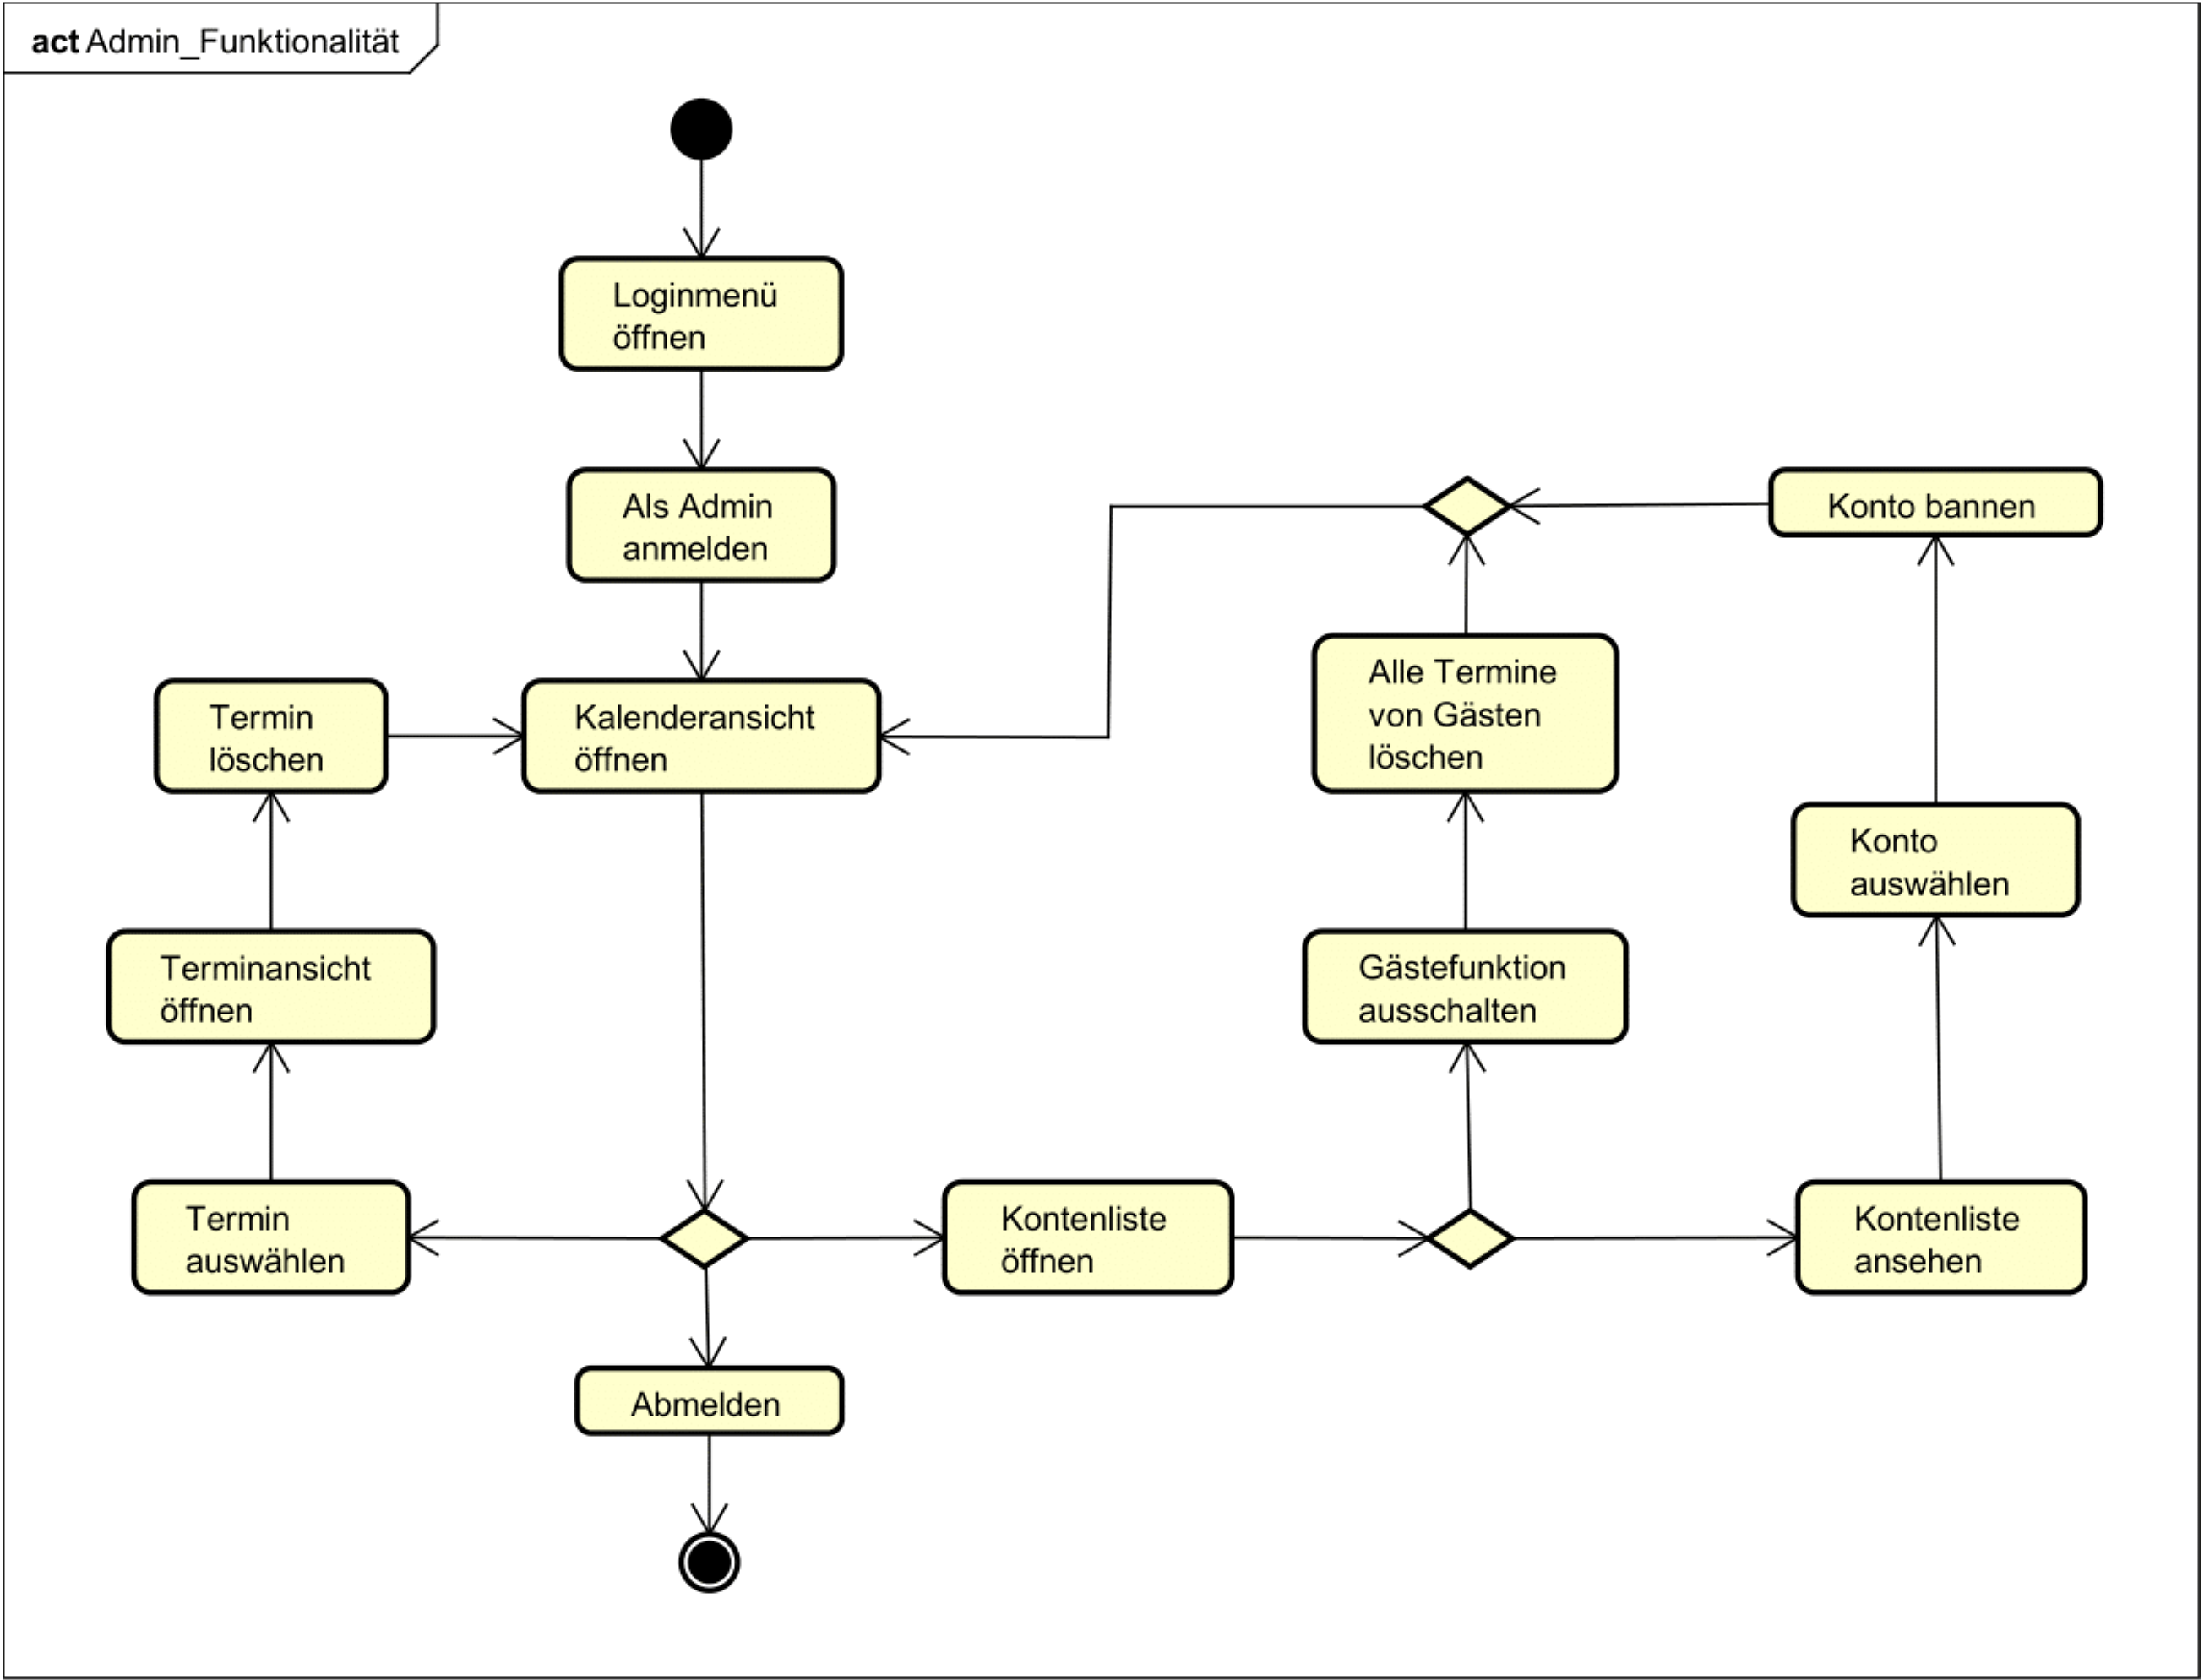 act Admin_Funktionalität
Loginmenü
öffnen
Als Admin
anmelden
Konto bannen
Alle Termine
von Gästen
löschen
Termin
löschen
Kalenderansicht
öffnen
Konto
auswählen
Terminansicht
öffnen
Gästefunktion
ausschalten
Termin
auswählen
Kontenliste
öffnen
Kontenliste
ansehen
Abmelden